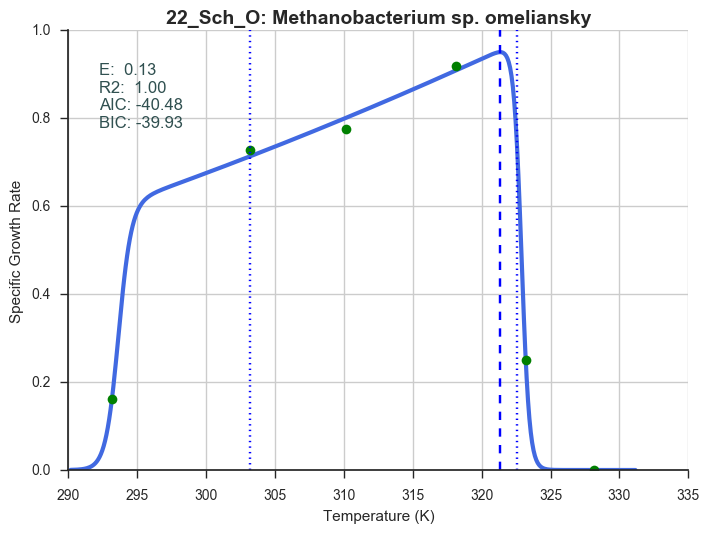 22_Sch_O: Methanobacterium sp. omeliansky
E: 0.13
R2: 1.00
AIC: -40.48
BIC: -39.93
Specific Growth Rate
1.0
0.8
0.6
0.4
0.2
0.0
290 295 300 305 310 315 320 325 330 335
Temperature (K)